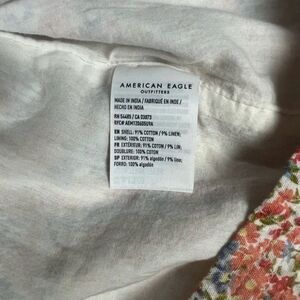 AMERICAN EAGLE
OUTFITTERS
MADE IN INDIA / FABRIQUÉ EN INDE /
HECHO EN INDIA
RN 54485 / CA 03073
RFC# AEM1206050RA
EN SHELL: 91% COTTON / 9% LINEN;
LINING: 100% COTTON
FR EXTÉRIEUR: 91% COTON / 9% LIN;
DOUBLURE: 100% COTON
SP EXTERIOR: 91% algodón / 9% lino;
FORRO: 100% algodón